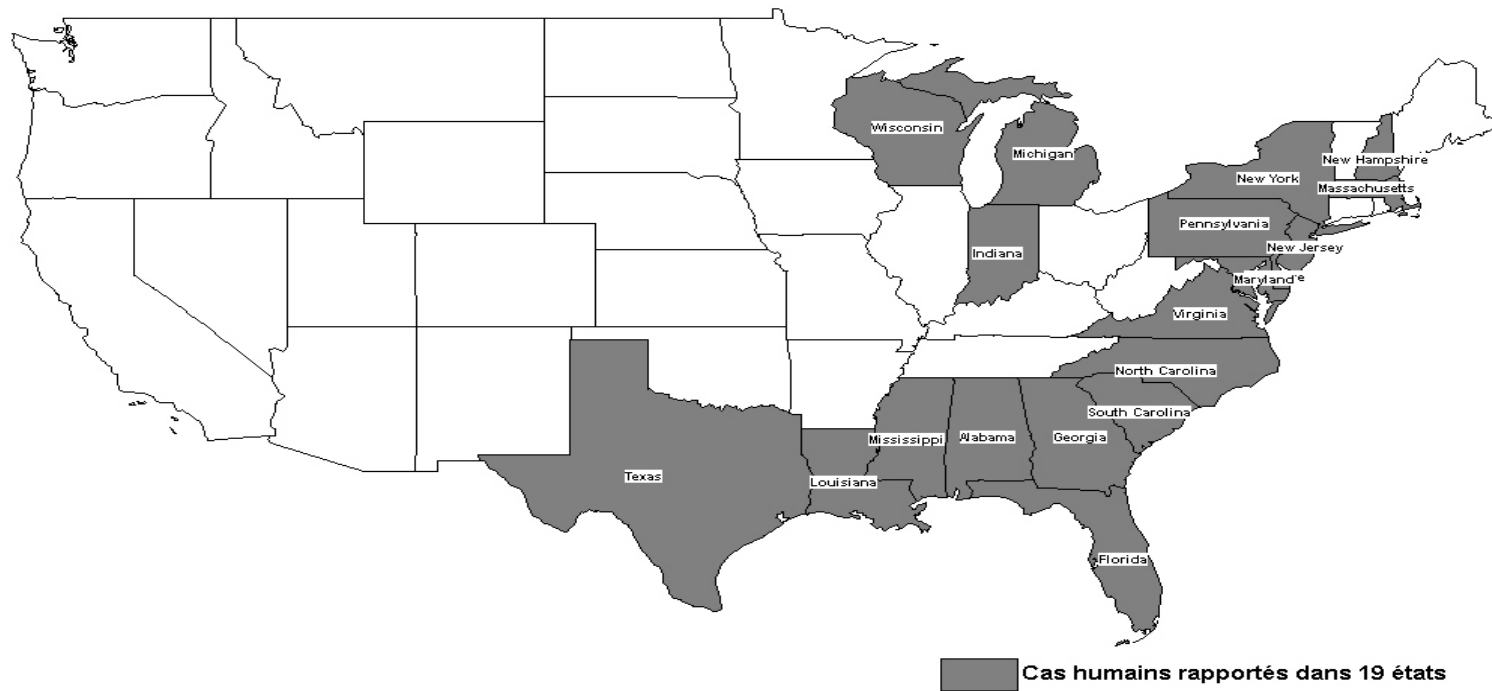 Wisconsin
Michigan
New Hampshire
New York
Massachusetts
Pennsylvania
New Jersey
Indiana
Maryland
Virginia
North Carolina
South Carolina
Mississippi
Alabama
Georgia
Texas
Louisiana
Florida
Cas humains rapportés dans 19 états